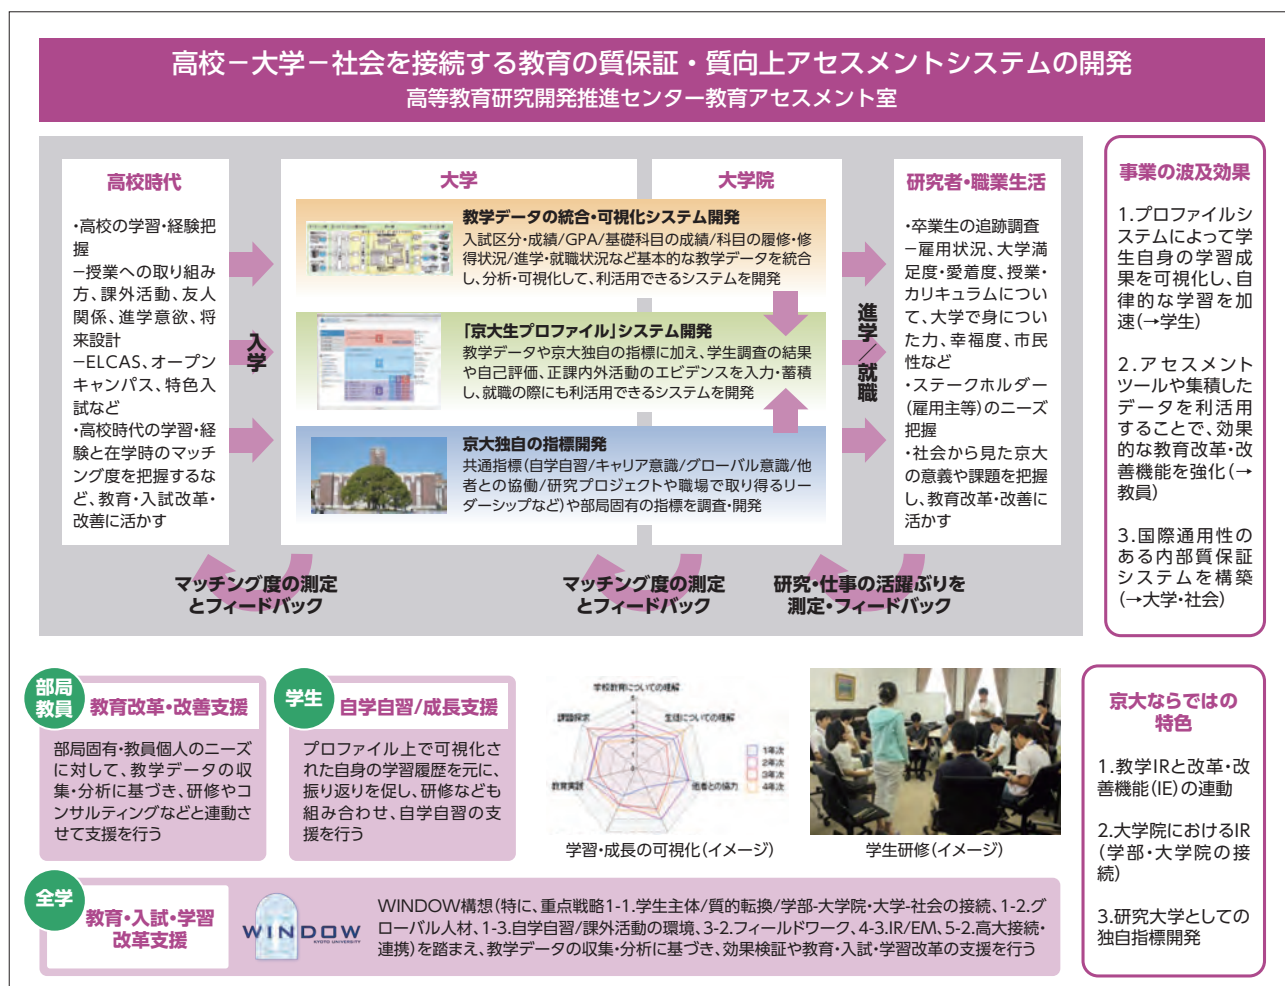 高校－大学－社会を接続する教育の質保証・質向上アセスメントシステムの開発
高等教育研究開発推進センター教育アセスメント室
高校時代
・高校の学習・経験把
握
－授業への取り組み
方、課外活動、友人
関係、進学意欲、将
来設計
－ELCAS、オープン
キャンパス、特色入
試など
・高校時代の学習・経
験と在学時のマッチ
ング度を把握するな
ど、教育・入試改革・
改善に活かす
入学
大学
大学院
教学データの統合・可視化システム開発
入試区分・成績/GPA/基礎科目の成績/科目の履修・修
得状況/進学・就職状況など基本的な教学データを統合
し、分析・可視化して、利活用できるシステムを開発
「京大生プロファイル」システム開発
教学データや京大独自の指標に加え、学生調査の結果
や自己評価、正課内外活動のエビデンスを入力・蓄積
し、就職の際にも利活用できるシステムを開発
京大独自の指標開発
共通指標(自学自習/キャリア意識/グローバル意識/他
者との協働/研究プロジェクトや職場で取り得るリー
ダーシップなど)や部局固有の指標を調査・開発
進学／就職
研究者・職業生活
・卒業生の追跡調査
－雇用状況、大学満
足度・愛着度、授業・
カリキュラムについ
て、大学で身につい
た力、幸福度、市民
性など
・ステークホルダー
(雇用主等)のニーズ
把握
・社会から見た京大
の意義や課題を把握
し、教育改革・改善に
活かす
マッチング度の測定
とフィードバック
マッチング度の測定
とフィードバック
研究・仕事の活躍ぶりを
測定・フィードバック
事業の波及効果
1.プロファイルシ
ステムによって学
生自身の学習成
果を可視化し、自
律的な学習を加
速(→学生)
2.アセスメント
ツールや集積した
データを利活用
することで、効果
的な教育改革・改
善機能を強化(→
教員)
3.国際通用性の
ある内部質保証
システムを構築
(→大学・社会)
部局
教員
教育改革・改善支援
部局固有・教員個人のニーズ
に対して、教学データの収
集・分析に基づき、研修やコ
ンサルティングなどと連動さ
せて支援を行う
学生
自学自習/成長支援
プロファイル上で可視化さ
れた自身の学習履歴を元に、
振り返りを促し、研修なども
組み合わせ、自学自習の支
援を行う
学校教育についての理解
生徒についての理解
他者との協力
教育実践
課題探求
1年次
2年次
3年次
4年次
学習・成長の可視化(イメージ)
学生研修(イメージ)
京大ならではの
特色
1.教学IRと改革・改
善機能(IE)の連動
2.大学院におけるIR
(学部・大学院の接
続)
3.研究大学としての
独自指標開発
全学
教育・入試・学習
改革支援
WINDOW
KYOTO UNIVERSITY
WINDOW構想(特に、重点戦略1-1.学生主体/質的転換/学部-大学院・大学-社会の接続、1-2.グ
ローバル人材、1-3.自学自習/課外活動の環境、3-2.フィールドワーク、4-3.IR/EM、5-2.高大接続・
連携)を踏まえ、教学データの収集・分析に基づき、効果検証や教育・入試・学習改革の支援を行う